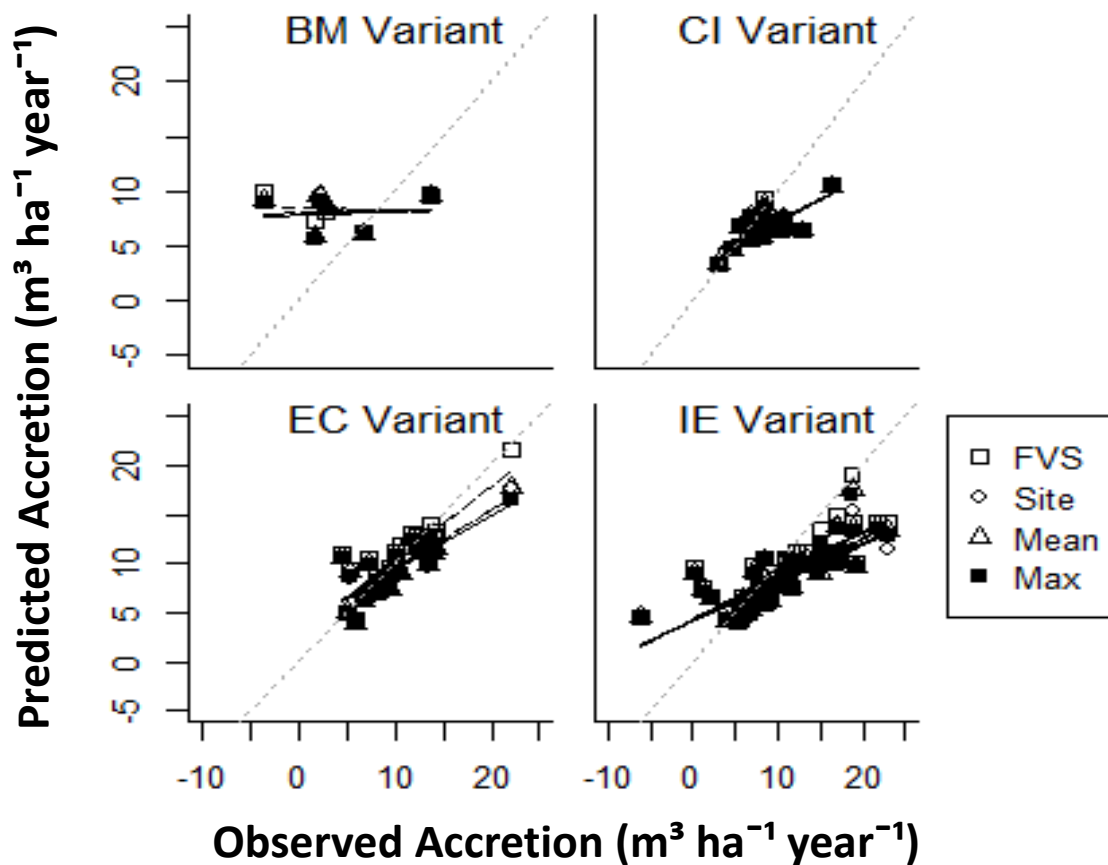 Predicted Accretion (m³ ha⁻¹ year⁻¹)
BM Variant
CI Variant
20
10
5
0
-5
EC Variant
IE Variant
20
10
5
0
-5
-10 0 10 20
-10 0 10 20
FVS
Site
Mean
Max
Observed Accretion (m³ ha⁻¹ year⁻¹)